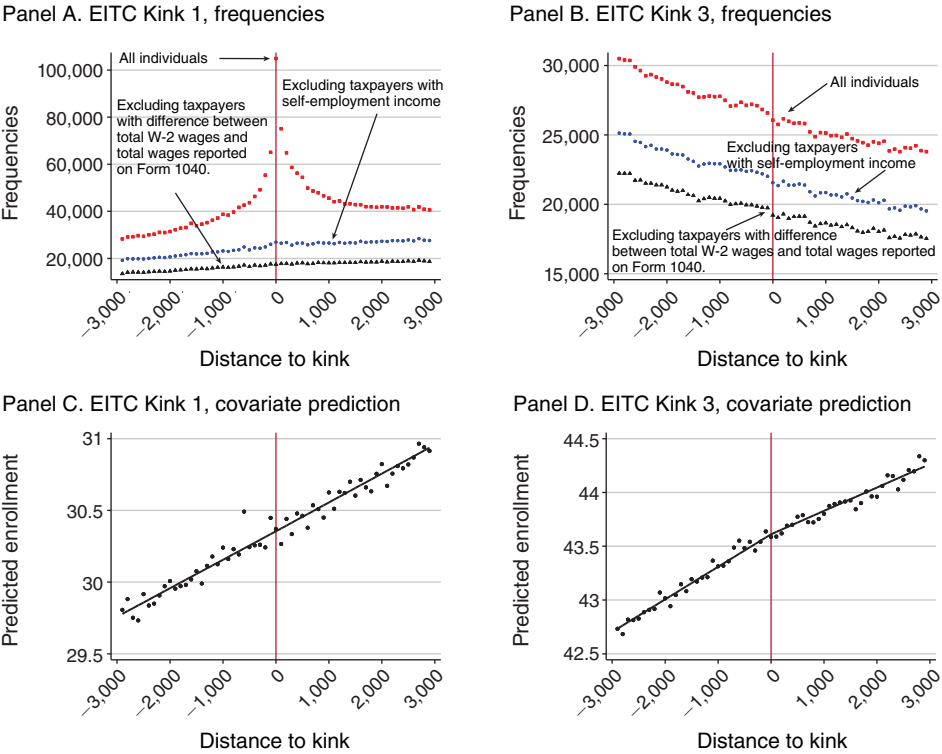 Panel A. EITC Kink 1, frequencies
Frequencies
100,000
80,000
60,000
40,000
20,000
All individuals
Excluding taxpayers with
self-employment income
Excluding taxpayers
with difference between
total W-2 wages and
total wages reported
on Form 1040.
−3,000
−2,000
−1,000
0
1,000
2,000
3,000
Distance to kink
Panel B. EITC Kink 3, frequencies
Frequencies
30,000
25,000
20,000
15,000
All individuals
Excluding taxpayers
with self-employment income
Excluding taxpayers with difference
between total W-2 wages and total wages reported
on Form 1040.
−3,000
−2,000
−1,000
0
1,000
2,000
3,000
Distance to kink
Panel C. EITC Kink 1, covariate prediction
Predicted enrollment
31
30.5
30
29.5
−3,000
−2,000
−1,000
0
1,000
2,000
3,000
Distance to kink
Panel D. EITC Kink 3, covariate prediction
Predicted enrollment
44.5
44
43.5
43
42.5
−3,000
−2,000
−1,000
0
1,000
2,000
3,000
Distance to kink